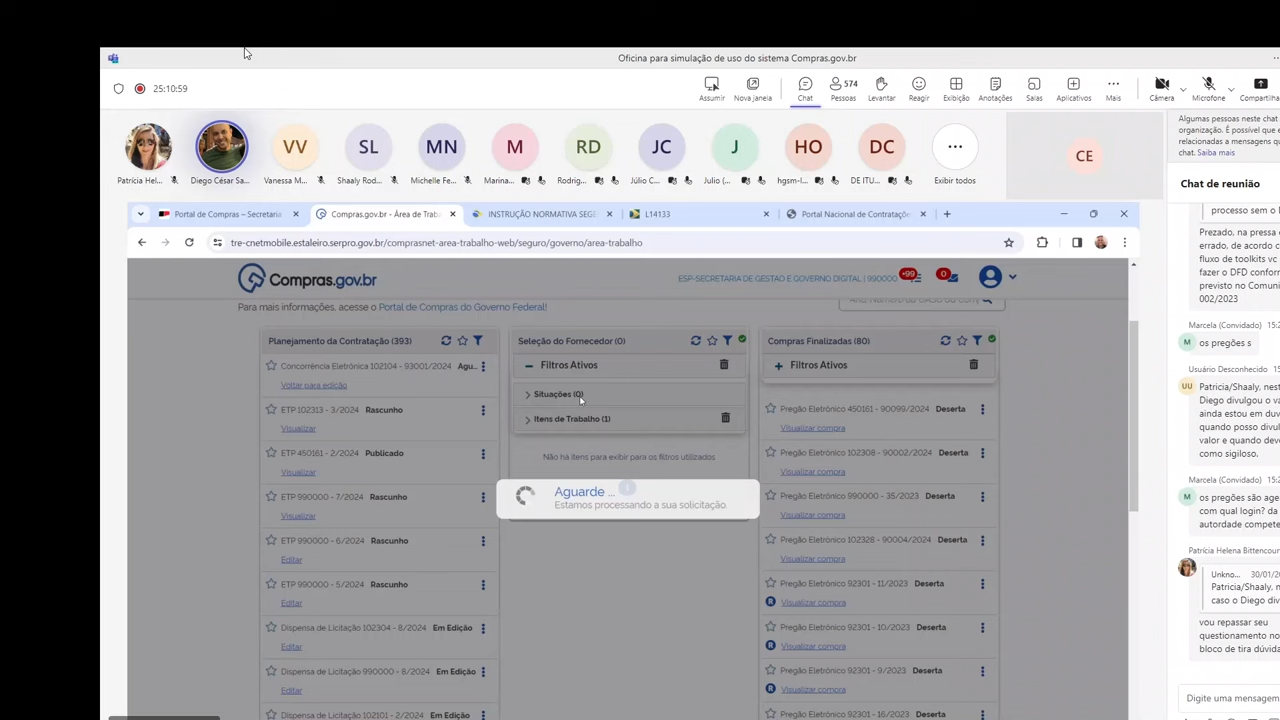 Oficina para simulação de uso do sistema Compras.gov.br
25:10:59
Assumir
Nova janela
Chat
574
Pessoas
Levantar
Reagir
Exibição
Anotações
Salas
Aplicativos
Mais
Câmera
Microfone
Compartilha
VV
SL
MN
M
RD
JC
J
HO
DC
CE
Patrícia Hel...
Diego César Sa...
Vanessa M...
Shaaly Rod...
Michelle Fe...
Marina...
Rodrig...
Júlio C...
Julio (...
hgsm-l...
DE ITU...
Exibir todos
Portal de Compras – Secretaria
Compras.gov.br - Área de Trab
INSTRUÇÃO NORMATIVA SEG
L14133
Portal Nacional de Contrataçõe
tre-cnetmobile.estaleiro.serpro.gov.br/comprasnet-area-trabalho-web/seguro/governo/area-trabalho
Compras.gov.br
ESP-SECRETARIA DE GESTAO E GOVERNO DIGITAL | 990000
+99
0
Para mais informações, acesse o Portal de Compras do Governo Federal!
Planejamento da Contratação (393)
Concorrência Eletrônica 102104 - 93001/2024 Agu...
Voltar para edição
ETP 102313 - 3/2024 Rascunho
Visualizar
ETP 450161 - 2/2024 Publicado
Visualizar
ETP 990000 - 7/2024 Rascunho
Visualizar
ETP 990000 - 6/2024 Rascunho
Editar
ETP 990000 - 5/2024 Rascunho
Editar
Dispensa de Licitação 102304 - 8/2024 Em Edição
Editar
Dispensa de Licitação 990000 - 8/2024 Em Edição
Editar
Dispensa de Licitação 102101 - 2/2024 Em Edição
Seleção do Fornecedor (0)
Filtros Ativos
Situações (0)
Itens de Trabalho (1)
Não há itens para exibir para os filtros utilizados.
Aguarde ...
Estamos processando a sua solicitação
Compras Finalizadas (80)
Filtros Ativos
Pregão Eletrônico 450161 - 90099/2024 Deserta
Visualizar compra
Pregão Eletrônico 102308 - 90002/2024 Deserta
Visualizar compra
Pregão Eletrônico 990000 - 35/2023 Deserta
Visualizar compra
Pregão Eletrônico 102328 - 90004/2024 Deserta
Visualizar compra
Pregão Eletrônico 92301 - 11/2023 Deserta
R Visualizar compra
Pregão Eletrônico 92301 - 10/2023 Deserta
R Visualizar compra
Pregão Eletrônico 92301 - 9/2023 Deserta
R Visualizar compra
Pregão Eletrônico 92301 - 16/2023 Deserta
Algumas pessoas neste chat
organização. É possível que
relacionadas a mensagens qu
chat. Saiba mais
Chat de reunião
processo sem o
Prezado, na pressa e
errado, de acordo c
fluxo de toolkits vc
fazer o DFD conforn
previsto no Comuni
002/2023
Marcela (Convidado) 15:2
M
os pregões s
Usuário Desconhecido 15
UU
Patricia/Shaaly, nest
Diego divulgou o va
ainda estou em duv
quando posso divul
valor e quando deve
como sigiloso.
Marcela (Convidado) 15:2
M
os pregões são age
com qual login? da
autordade compete
Patrícia Helena Bittencour
Unkno... 30/01/20
Patricia/Shaaly, n
caso o Diego div
vou repassar seu
questionamento no
bloco de tira dúvida
Digite uma mensagem